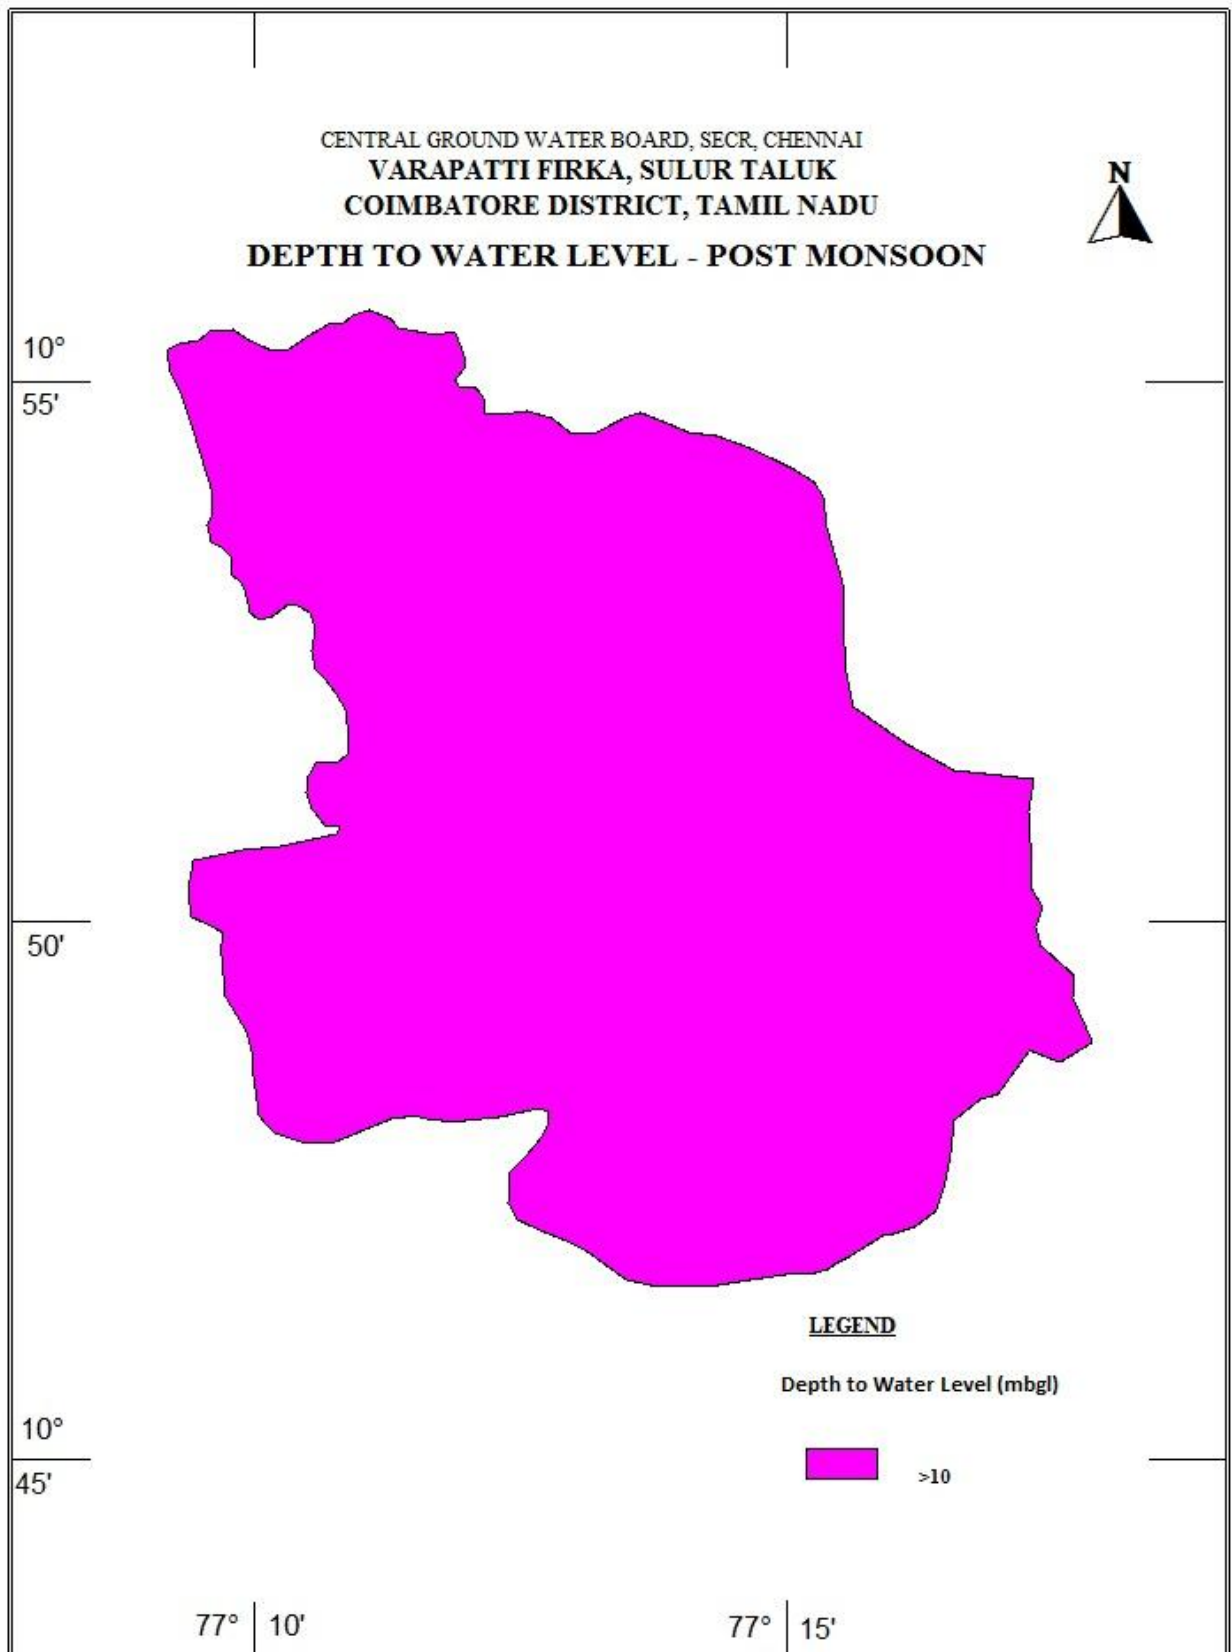 CENTRAL GROUND WATER BOARD, SECR, CHENNAI
VARAPATTI FIRKA, SULUR TALUK
COIMBATORE DISTRICT, TAMIL NADU
DEPTH TO WATER LEVEL - POST MONSOON
N
10°
55'
50'
LEGEND
Depth to Water Level (mbgl)
>10
10°
45'
77° 10'
77° 15'